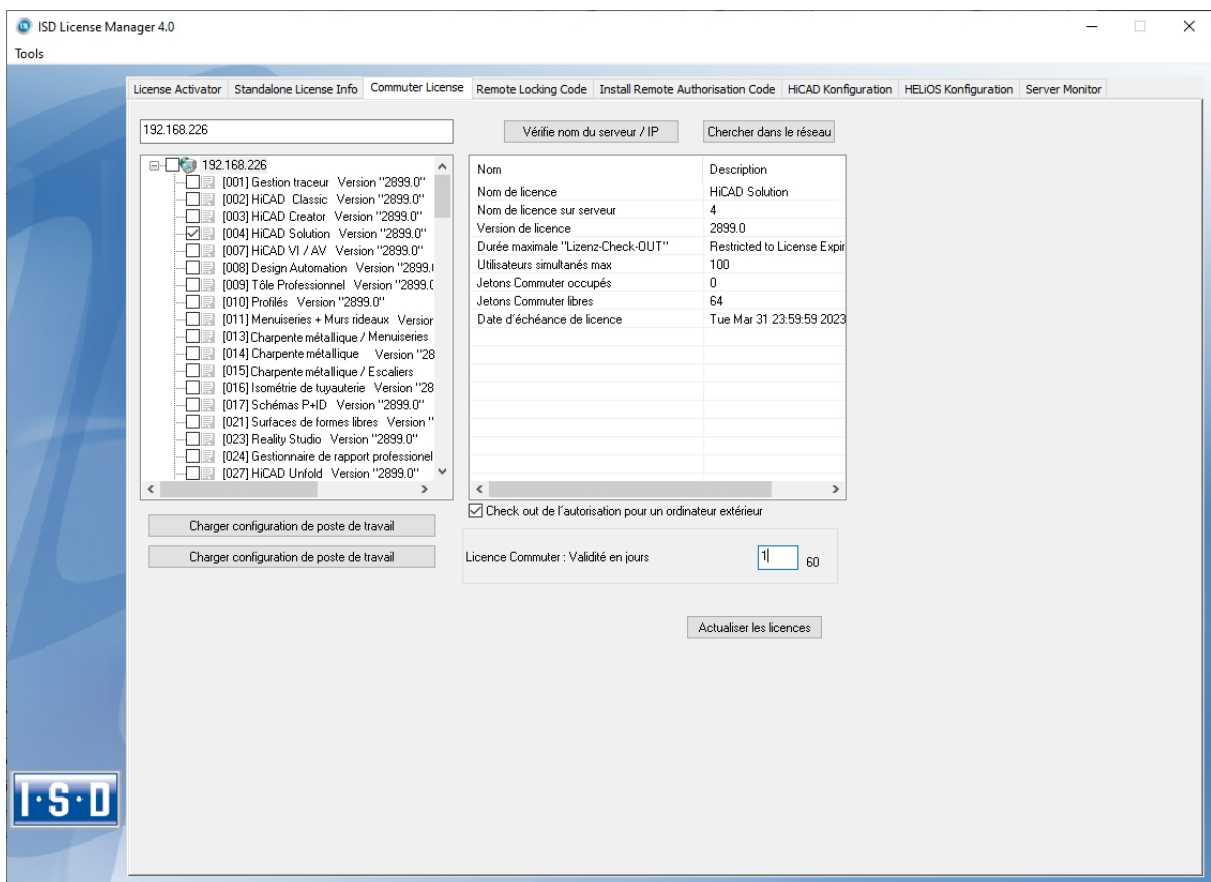 ISD License Manager 4.0
Tools
License Activator Standalone License Info Commuter License Remote Locking Code Install Remote Authorisation Code HiCAD Konfiguration HELiOS Konfiguration Server Monitor
192.168.226
Vérifie nom du serveur / IP
Chercher dans le réseau
192.168.226
[001] Gestion traceur Version "2899.0"
[002] HiCAD Classic Version "2899.0"
[003] HiCAD Creator Version "2899.0"
[004] HiCAD Solution Version "2899.0"
[007] HiCAD VI / AV Version "2899.0"
[008] Design Automation Version "2899.
[009] Tôle Professionnel Version "2899.0
[010] Profilés Version "2899.0"
[011] Menuiseries + Murs rideaux Version
[013] Charpente métallique / Menuiseries
[014] Charpente métallique Version "28
[015] Charpente métallique / Escaliers
[016] Isométrie de tuyauterie Version "28
[017] Schémas P+ID Version "2899.0"
[021] Surfaces de formes libres Version "
[023] Reality Studio Version "2899.0"
[024] Gestionnaire de rapport professionel
[027] HiCAD Unfold Version "2899.0"
Nom Description
Nom de licence HiCAD Solution
Nom de licence sur serveur 4
Version de licence 2899.0
Durée maximale "Lizenz-Check-OUT" Restricted to License Expir
Utilisateurs simultanés max 100
Jetons Commuter occupés 0
Jetons Commuter libres 64
Date d´échéance de licence Tue Mar 31 23:59:59 2023
Charger configuration de poste de travail
Charger configuration de poste de travail
Check out de l´autorisation pour un ordinateur extérieur
Licence Commuter : Validité en jours 1 60
Actualiser les licences
I·S·D